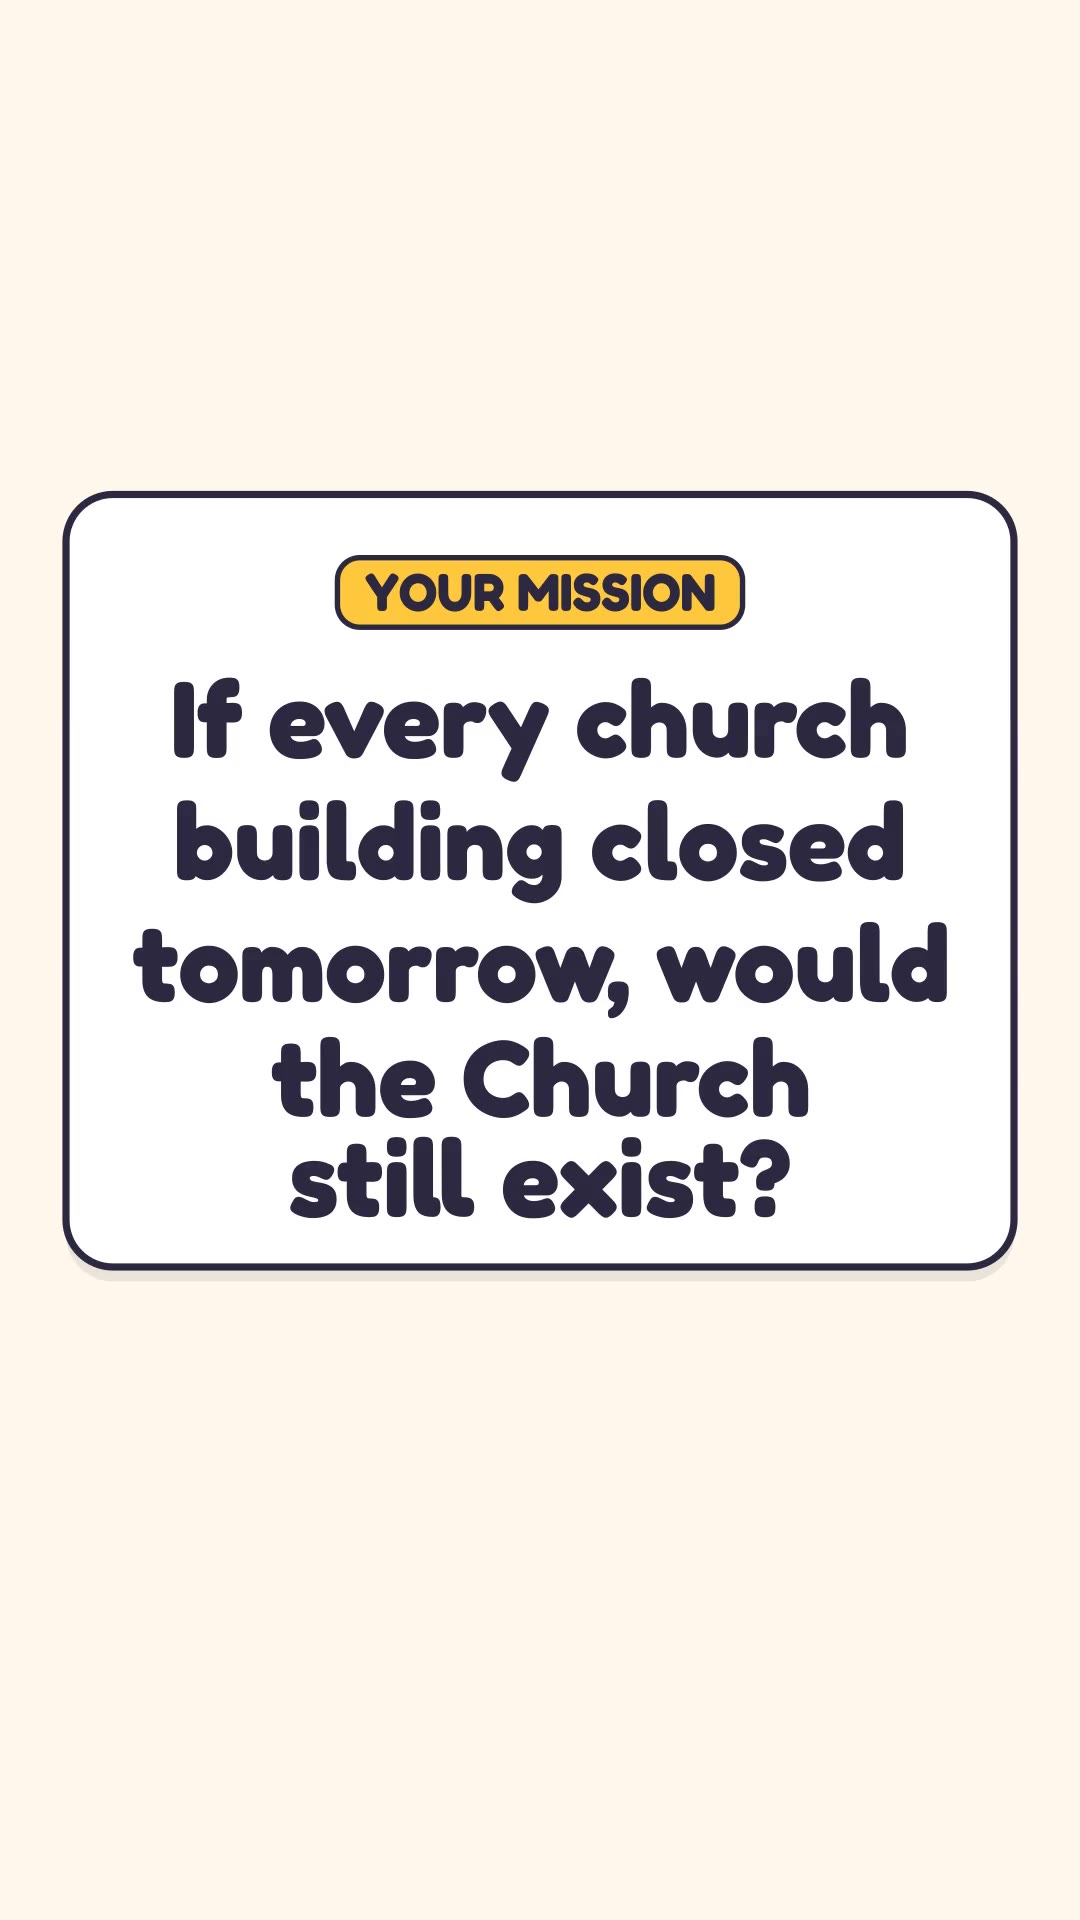 YOUR MISSION
If every church
building closed
tomorrow, would
the Church
still exist?